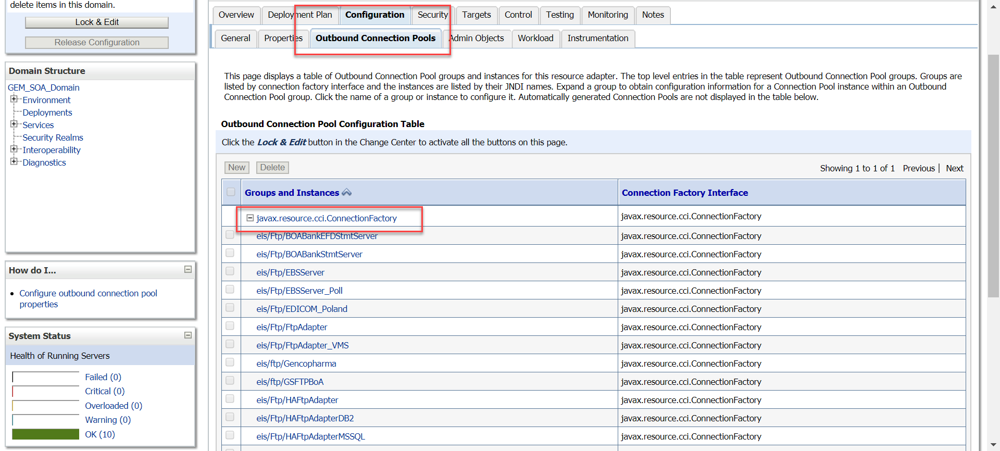 delete items in this domain.
Lock & Edit
Release Configuration
Domain Structure
GEM_SOA_Domain
Environment
Deployments
Services
Security Realms
Interoperability
Diagnostics
How do I...
Configure outbound connection pool
properties
System Status
Health of Running Servers
Failed (0)
Critical (0)
Overloaded (0)
Warning (0)
OK (10)
Overview Deployment Plan Configuration Security Targets Control Testing Monitoring Notes
General Properties Outbound Connection Pools Admin Objects Workload Instrumentation
This page displays a table of Outbound Connection Pool groups and instances for this resource adapter. The top level entries in the table represent Outbound Connection Pool groups. Groups are
listed by connection factory interface and the instances are listed by their JNDI names. Expand a group to obtain configuration information for a Connection Pool instance within an Outbound
Connection Pool group. Click the name of a group or instance to configure it. Automatically generated Connection Pools are not displayed in the table below.
Outbound Connection Pool Configuration Table
Click the Lock & Edit button in the Change Center to activate all the buttons on this page.
New Delete Showing 1 to 1 of 1 Previous | Next
Groups and Instances Connection Factory Interface
javax.resource.cci.ConnectionFactory javax.resource.cci.ConnectionFactory
eis/Ftp/BOABankEFDStmtServer javax.resource.cci.ConnectionFactory
eis/Ftp/BOABankStmtServer javax.resource.cci.ConnectionFactory
eis/Ftp/EBSServer javax.resource.cci.ConnectionFactory
eis/Ftp/EBSServer_Poll javax.resource.cci.ConnectionFactory
eis/Ftp/EDICOM_Poland javax.resource.cci.ConnectionFactory
eis/Ftp/FtpAdapter javax.resource.cci.ConnectionFactory
eis/Ftp/FtpAdapter_VMS javax.resource.cci.ConnectionFactory
eis/ftp/Gencopharma javax.resource.cci.ConnectionFactory
eis/ftp/GSFTPBoA javax.resource.cci.ConnectionFactory
eis/Ftp/HAFtpAdapter javax.resource.cci.ConnectionFactory
eis/Ftp/HAFtpAdapterDB2 javax.resource.cci.ConnectionFactory
eis/Ftp/HAFtpAdapterMSSQL javax.resource.cci.ConnectionFactory